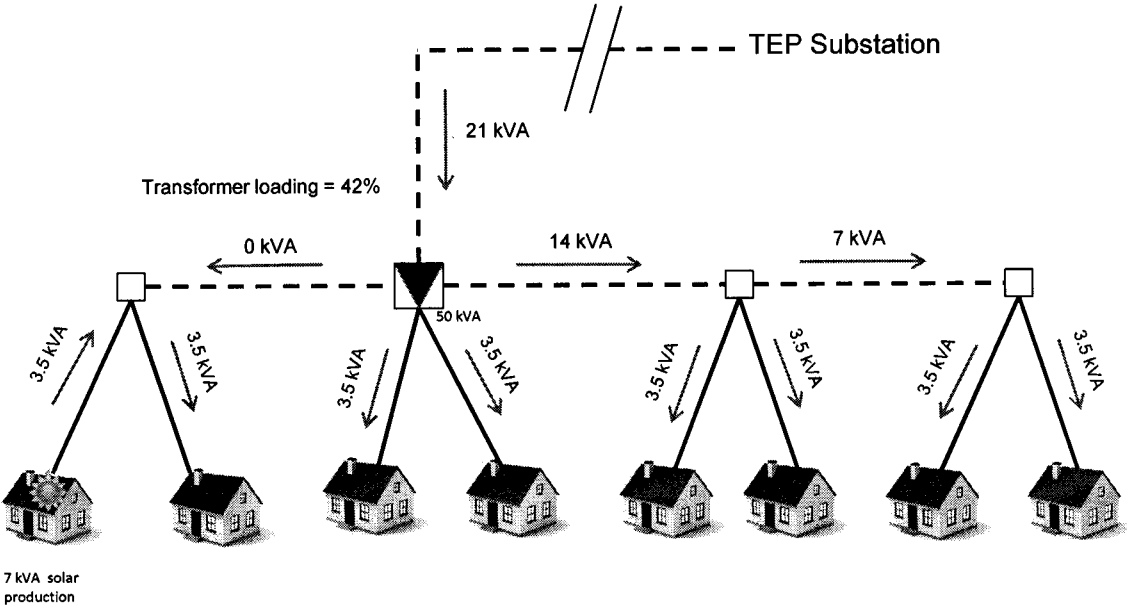 TEP Substation
21 kVA
Transformer loading = 42%
0 kVA
14 kVA
7 kVA
50 kVA
3.5 kVA
3.5 kVA
3.5 kVA
3.5 kVA
3.5 kVA
3.5 kVA
3.5 kVA
3.5 kVA
7 kVA solar
production